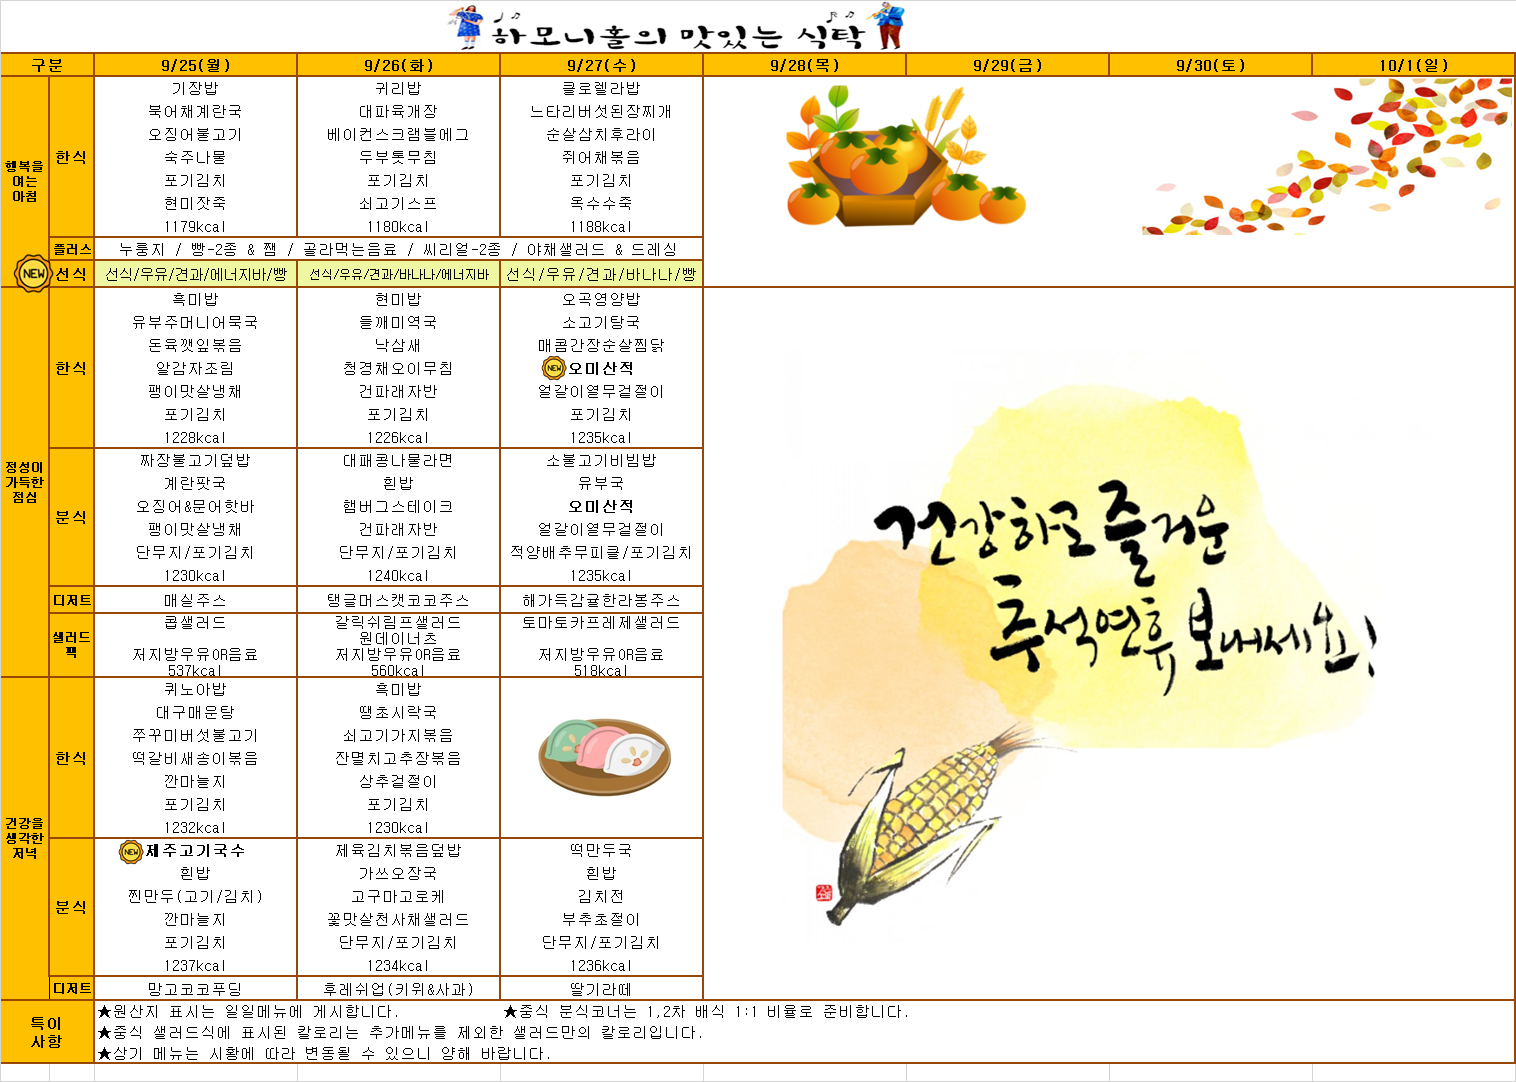 하모니홀의 맛있는 식탁
구분 9/25(월) 9/26(화) 9/27(수) 9/28(목) 9/29(금) 9/30(토) 10/1(일)
행복을
여는
아침
한식
기장밥 귀리밥 클로렐라밥
북어채계란국 대파육개장 느타리버섯된장찌개
오징어불고기 베이컨스크램블에그 순살삼치후라이
숙주나물 두부톳무침 쥐어채볶음
포기김치 포기김치 포기김치
현미잣죽 쇠고기스프 옥수수죽
1179kcal 1180kcal 1188kcal
플러스 누룽지 / 빵-2종 & 잼 / 골라먹는음료 / 씨리얼-2종 / 야채샐러드 & 드레싱
NEW 선식 선식/우유/견과/에너지바/빵 선식/우유/견과/바나나/에너지바 선식/우유/견과/바나나/빵
정성이
가득한
점심
한식
흑미밥 현미밥 오곡영양밥
유부주머니어묵국 들깨미역국 소고기탕국
돈육깻잎볶음 낙삼새 매콤간장순살찜닭
알감자조림 청경채오이무침 NEW 오미산적
팽이맛살냉채 건파래자반 얼갈이열무겉절이
포기김치 포기김치 포기김치
1228kcal 1226kcal 1235kcal
분식
짜장불고기덮밥 대패콩나물라면 소불고기비빔밥
계란팟국 흰밥 유부국
오징어&문어핫바 햄버그스테이크 오미산적
팽이맛살냉채 건파래자반 얼갈이열무겉절이
단무지/포기김치 단무지/포기김치 적양배추무피클/포기김치
1230kcal 1240kcal 1235kcal
디저트 매실주스 탱글머스캣코코주스 해가득감귤한라봉주스
샐러드
팩
콥샐러드 갈릭쉬림프샐러드 토마토카프레제샐러드
원데이너츠
저지방우유OR음료 저지방우유OR음료 저지방우유OR음료
537kcal 560kcal 518kcal
건강을
생각한
저녁
한식
퀴노아밥 흑미밥
대구매운탕 땡초시락국
쭈꾸미버섯불고기 쇠고기가지볶음
떡갈비새송이볶음 잔멸치고추장볶음
깐마늘지 상추겉절이
포기김치 포기김치
1232kcal 1230kcal
분식
NEW 제주고기국수 제육김치볶음덮밥 떡만두국
흰밥 가쓰오장국 흰밥
찐만두(고기/김치) 고구마고로케 김치전
깐마늘지 꽃맛살천사채샐러드 부추초절이
포기김치 단무지/포기김치 단무지/포기김치
1237kcal 1234kcal 1236kcal
디저트 망고코코푸딩 후레쉬업(키위&사과) 딸기라떼
건강하고 즐거운
추석연휴 보내세요!
특이
사항
★원산지 표시는 일일메뉴에 게시합니다. ★중식 분식코너는 1,2차 배식 1:1 비율로 준비합니다.
★중식 샐러드식에 표시된 칼로리는 추가메뉴를 제외한 샐러드만의 칼로리입니다.
★상기 메뉴는 시황에 따라 변동될 수 있으니 양해 바랍니다.